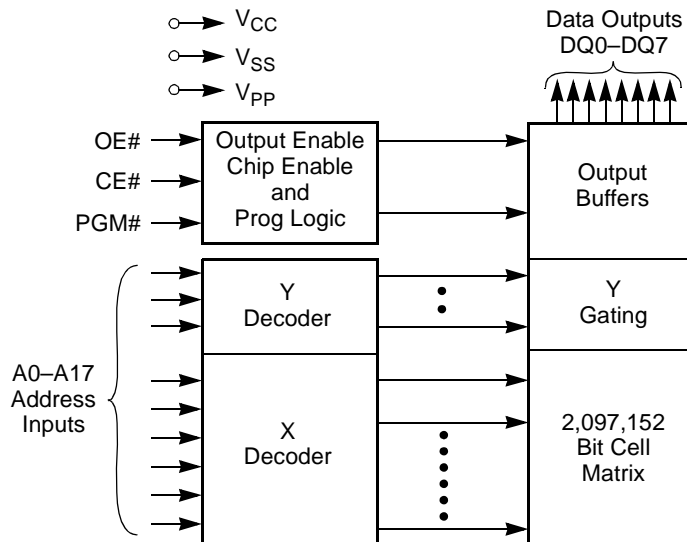 V_CC
V_SS
V_PP
Data Outputs
DQ0–DQ7
OE#
CE#
PGM#
Output Enable
Chip Enable
and
Prog Logic
Output
Buffers
Y
Decoder
Y
Gating
A0–A17
Address
Inputs
X
Decoder
2,097,152
Bit Cell
Matrix